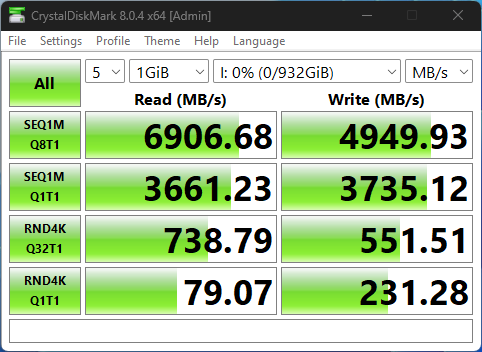 CrystalDiskMark 8.0.4 x64 [Admin]
File Settings Profile Theme Help Language
All 5 1GiB I: 0% (0/932GiB) MB/s
Read (MB/s) Write (MB/s)
SEQ1M
Q8T1
6906.68 4949.93
SEQ1M
Q1T1
3661.23 3735.12
RND4K
Q32T1
738.79 551.51
RND4K
Q1T1
79.07 231.28